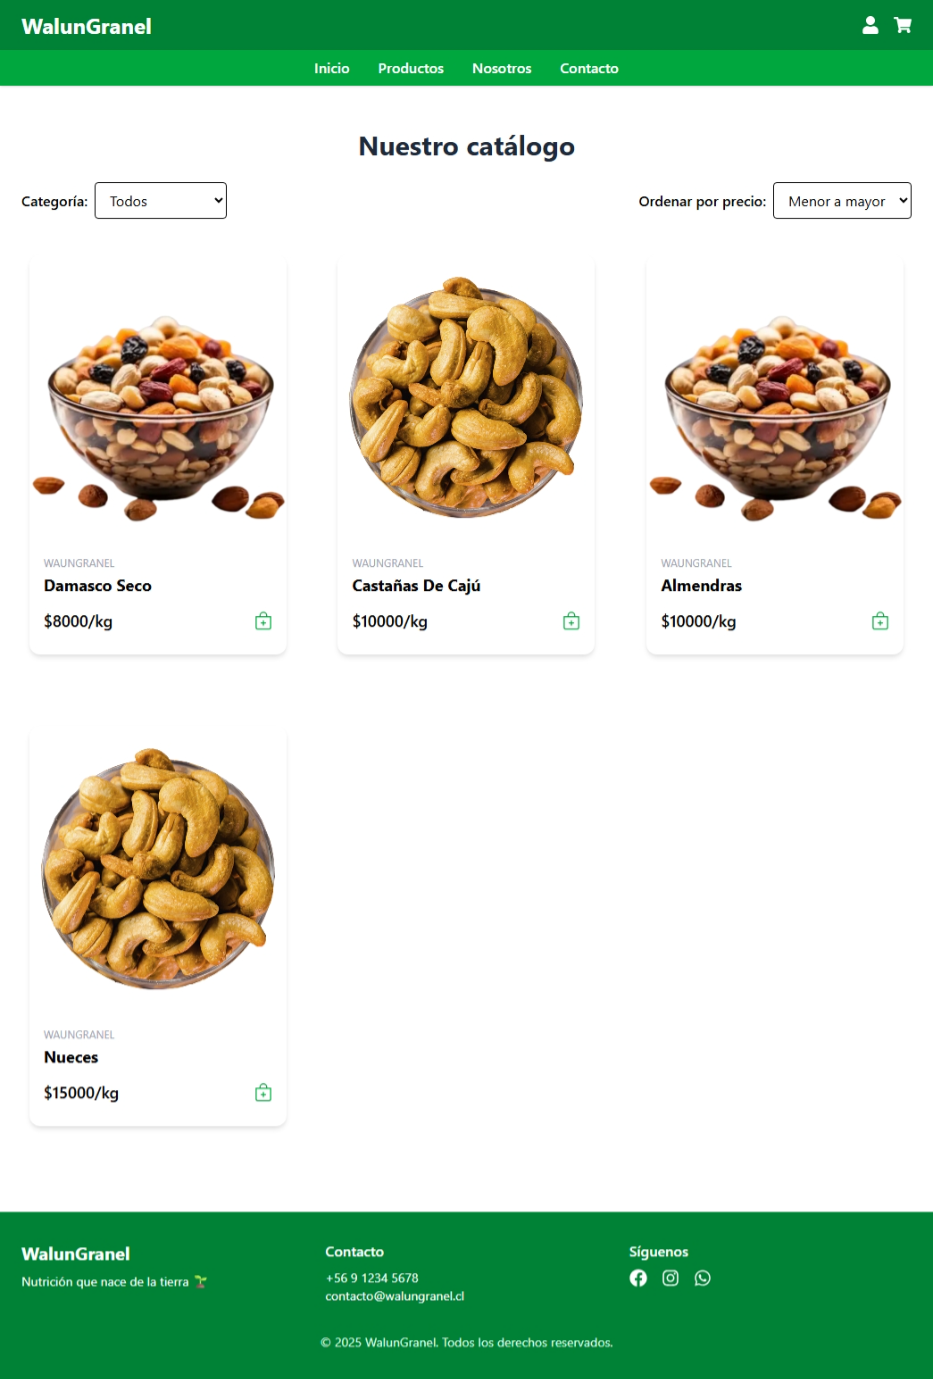 WalunGranel
Inicio Productos Nosotros Contacto
Nuestro catálogo
Categoría: Todos Ordenar por precio: Menor a mayor
WAUNGRANEL
Damasco Seco
$8000/kg
WAUNGRANEL
Castañas De Cajú
$10000/kg
WAUNGRANEL
Almendras
$10000/kg
WAUNGRANEL
Nueces
$15000/kg
WalunGranel
Nutrición que nace de la tierra 🌱
Contacto
+56 9 1234 5678
contacto@walungranel.cl
Síguenos
© 2025 WalunGranel. Todos los derechos reservados.